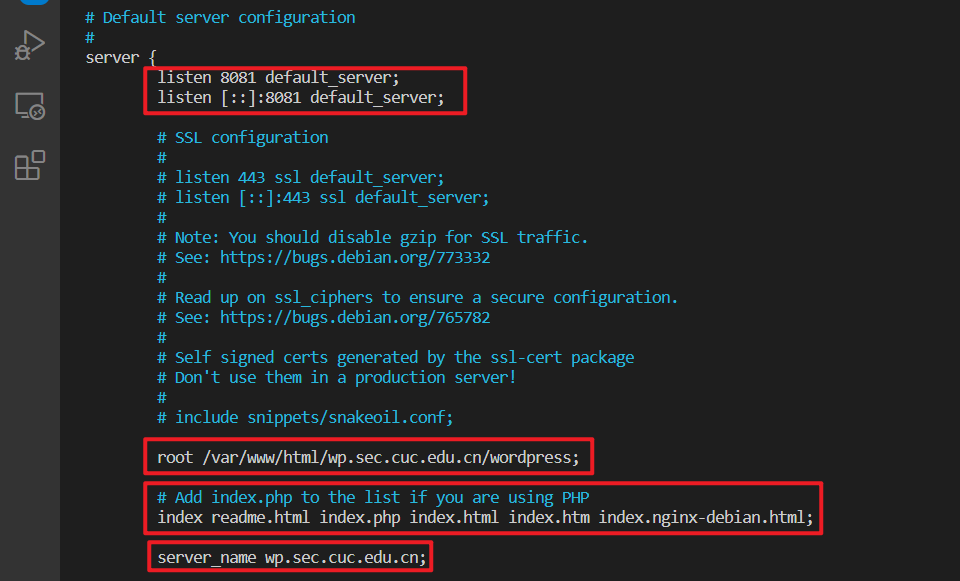 # Default server configuration
#
server {
listen 8081 default_server;
listen [::]:8081 default_server;
# SSL configuration
#
# listen 443 ssl default_server;
# listen [::]:443 ssl default_server;
#
# Note: You should disable gzip for SSL traffic.
# See: https://bugs.debian.org/773332
#
# Read up on ssl_ciphers to ensure a secure configuration.
# See: https://bugs.debian.org/765782
#
# Self signed certs generated by the ssl-cert package
# Don't use them in a production server!
#
# include snippets/snakeoil.conf;
root /var/www/html/wp.sec.cuc.edu.cn/wordpress;
# Add index.php to the list if you are using PHP
index readme.html index.php index.html index.htm index.nginx-debian.html;
server_name wp.sec.cuc.edu.cn;